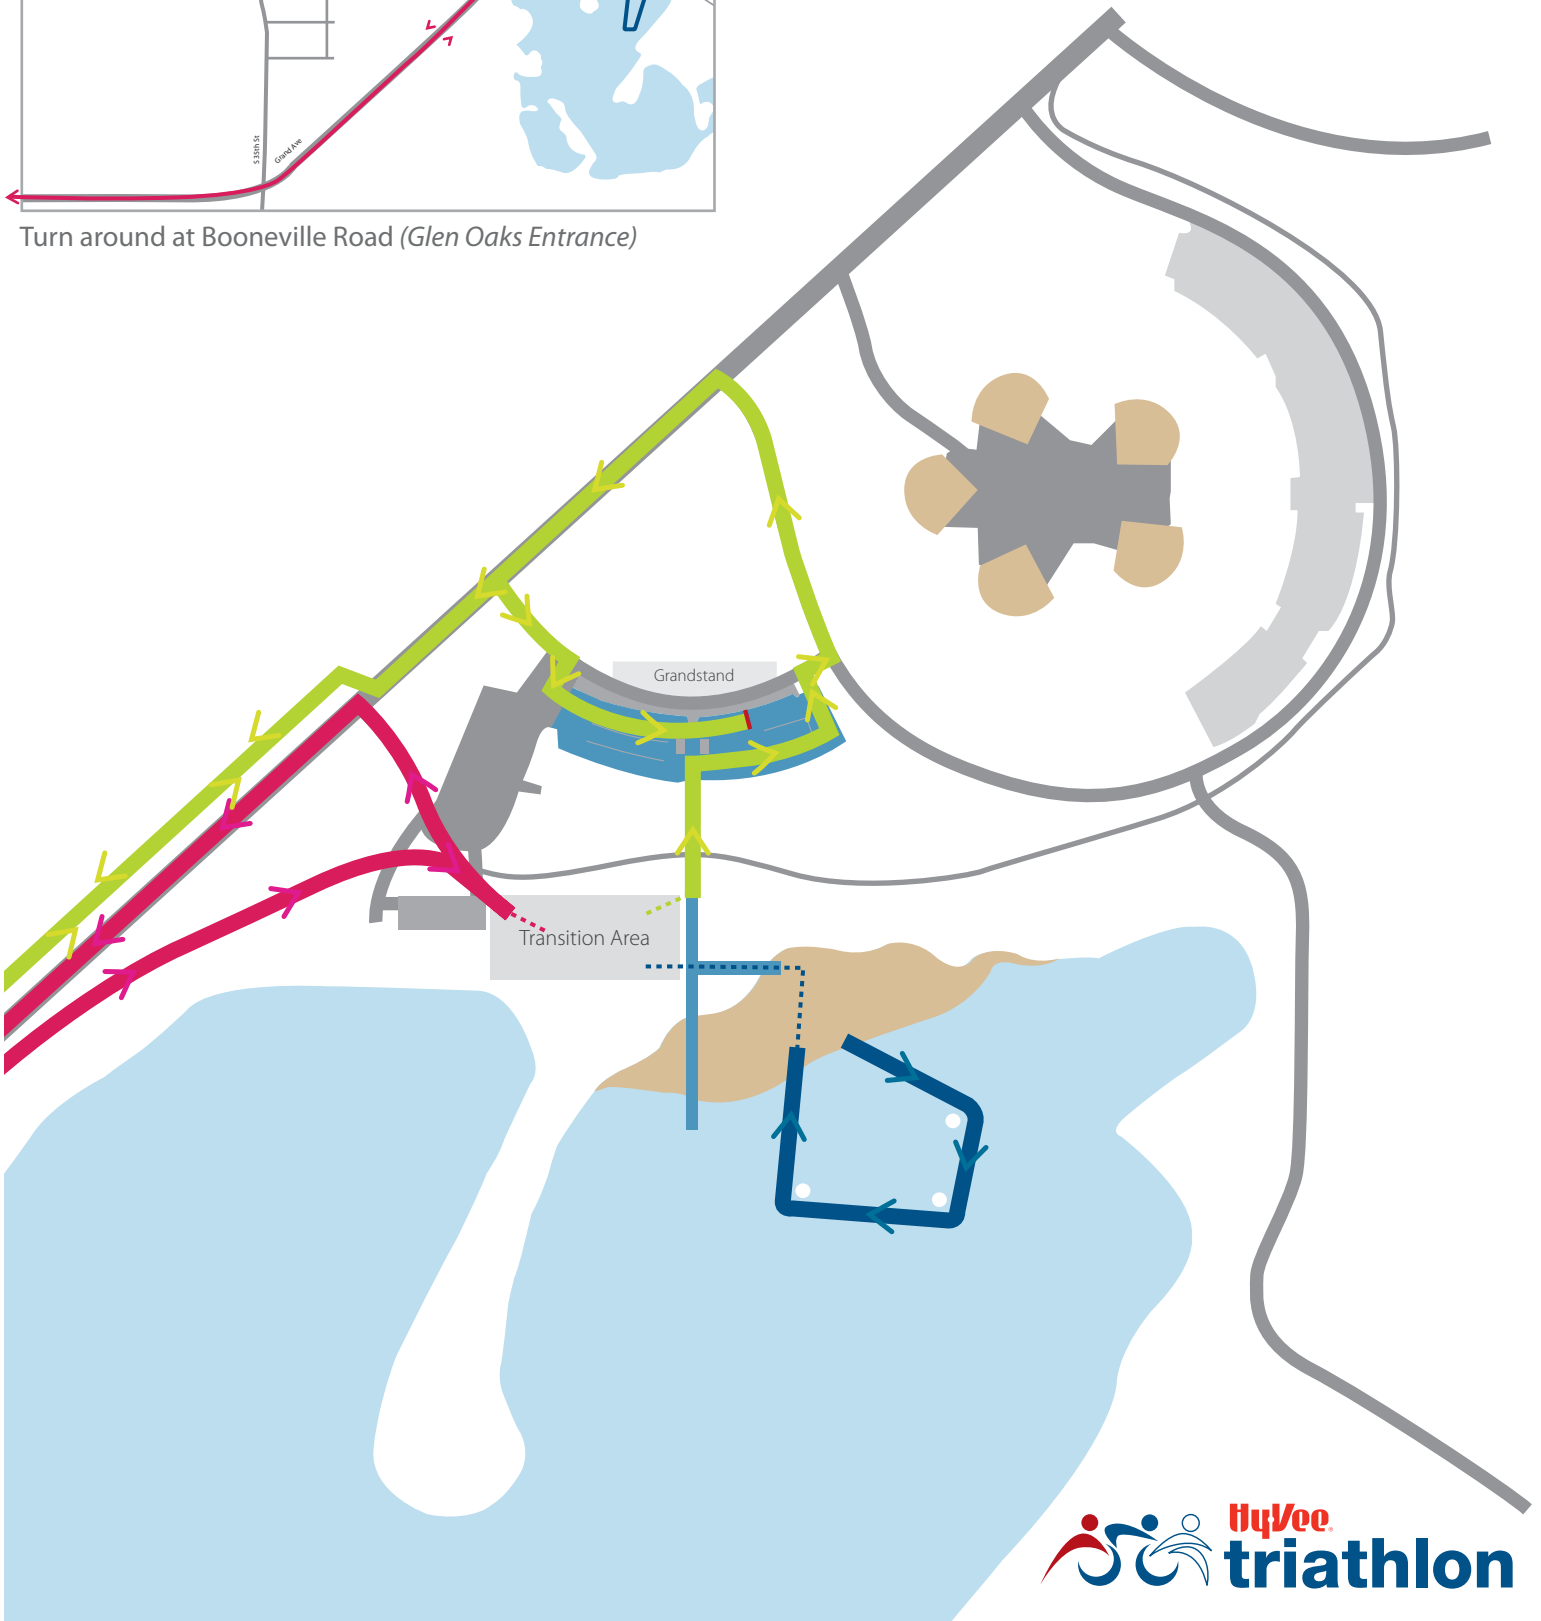 S 35th St
Grand Ave
Turn around at Booneville Road (Glen Oaks Entrance)
Grandstand
Transition Area
HyVee
triathlon